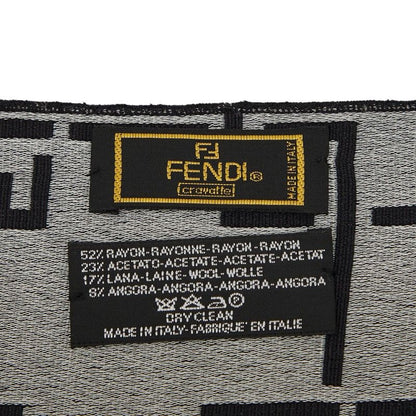 FF
FENDI®
cravatte
MADE IN ITALY
52% RAYON-RAYONNE-RAYON-RAYON
23% ACETATO-ACETATE-ACETATE-ACETAT
17% LANA-LAINE-WOOL-WOLLE
8% ANGORA-ANGORA-ANGORA-ANGORA
DRY CLEAN
MADE IN ITALY-FABRIQUE' EN ITALIE